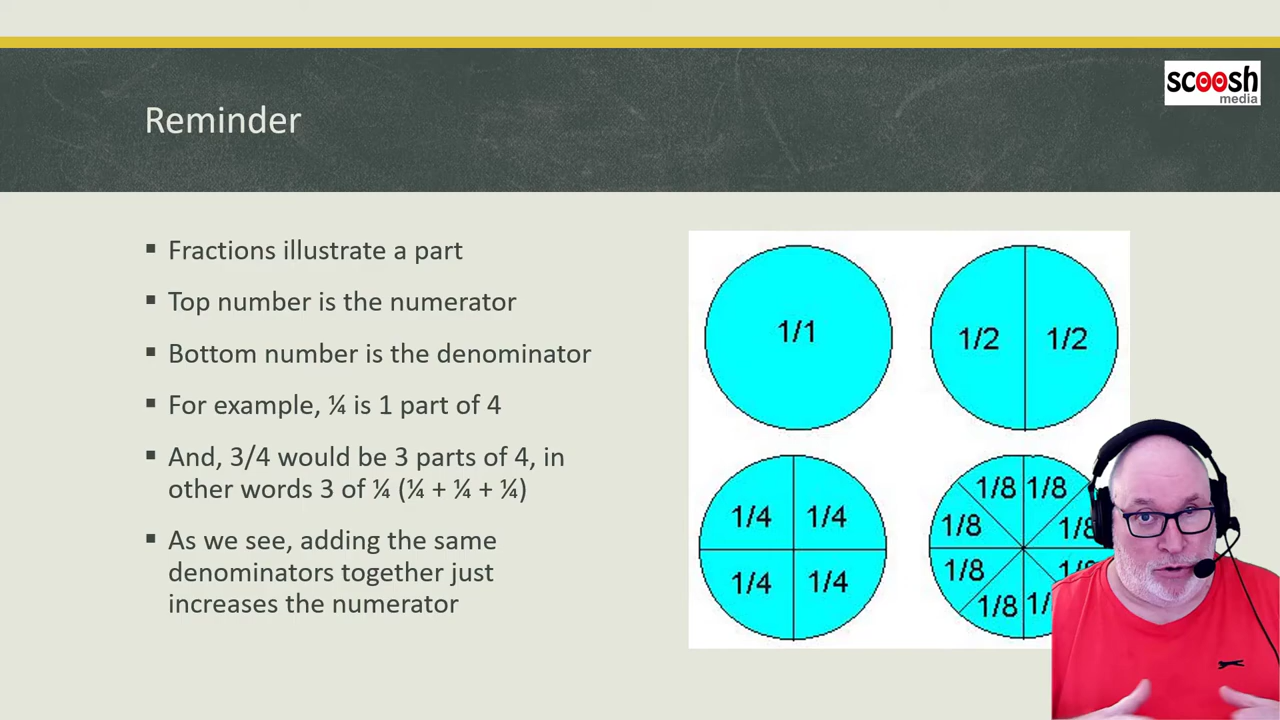 scoosh
media
Reminder
▪ Fractions illustrate a part
▪ Top number is the numerator
▪ Bottom number is the denominator
▪ For example, ¼ is 1 part of 4
▪ And, 3/4 would be 3 parts of 4, in
other words 3 of ¼ (¼ + ¼ + ¼)
▪ As we see, adding the same
denominators together just
increases the numerator
1/1
1/2 1/2
1/4 1/4
1/4 1/4
1/8 1/8
1/8 1/8
1/8
1/8